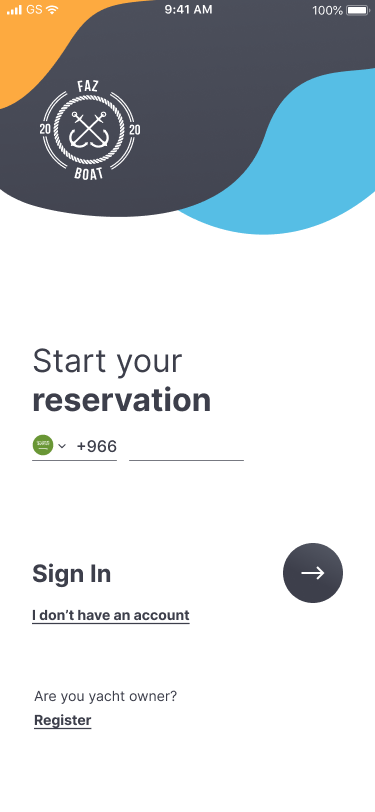 GS 9:41 AM 100%
FAZ
20 20
BOAT
Start your
reservation
+966
Sign In
I don’t have an account
Are you yacht owner?
Register